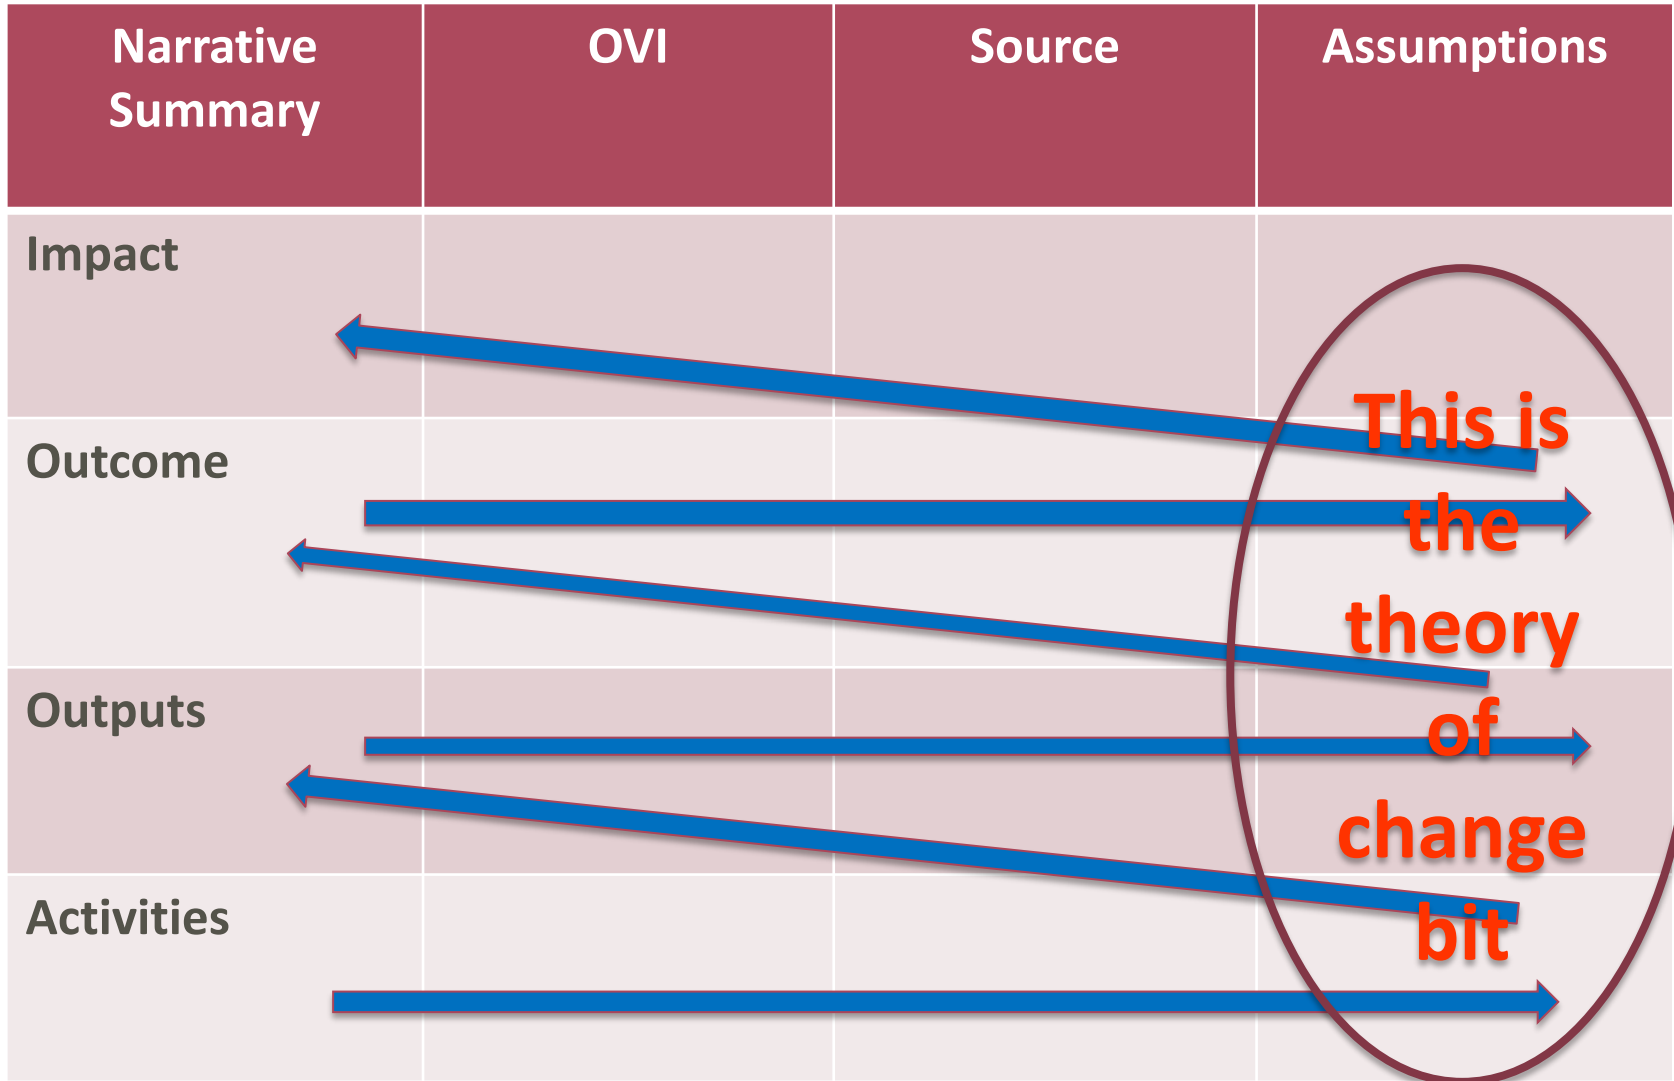 Narrative
Summary
OVI
Source
Assumptions
Impact
Outcome
Outputs
Activities
This is
the
theory
of
change
bit